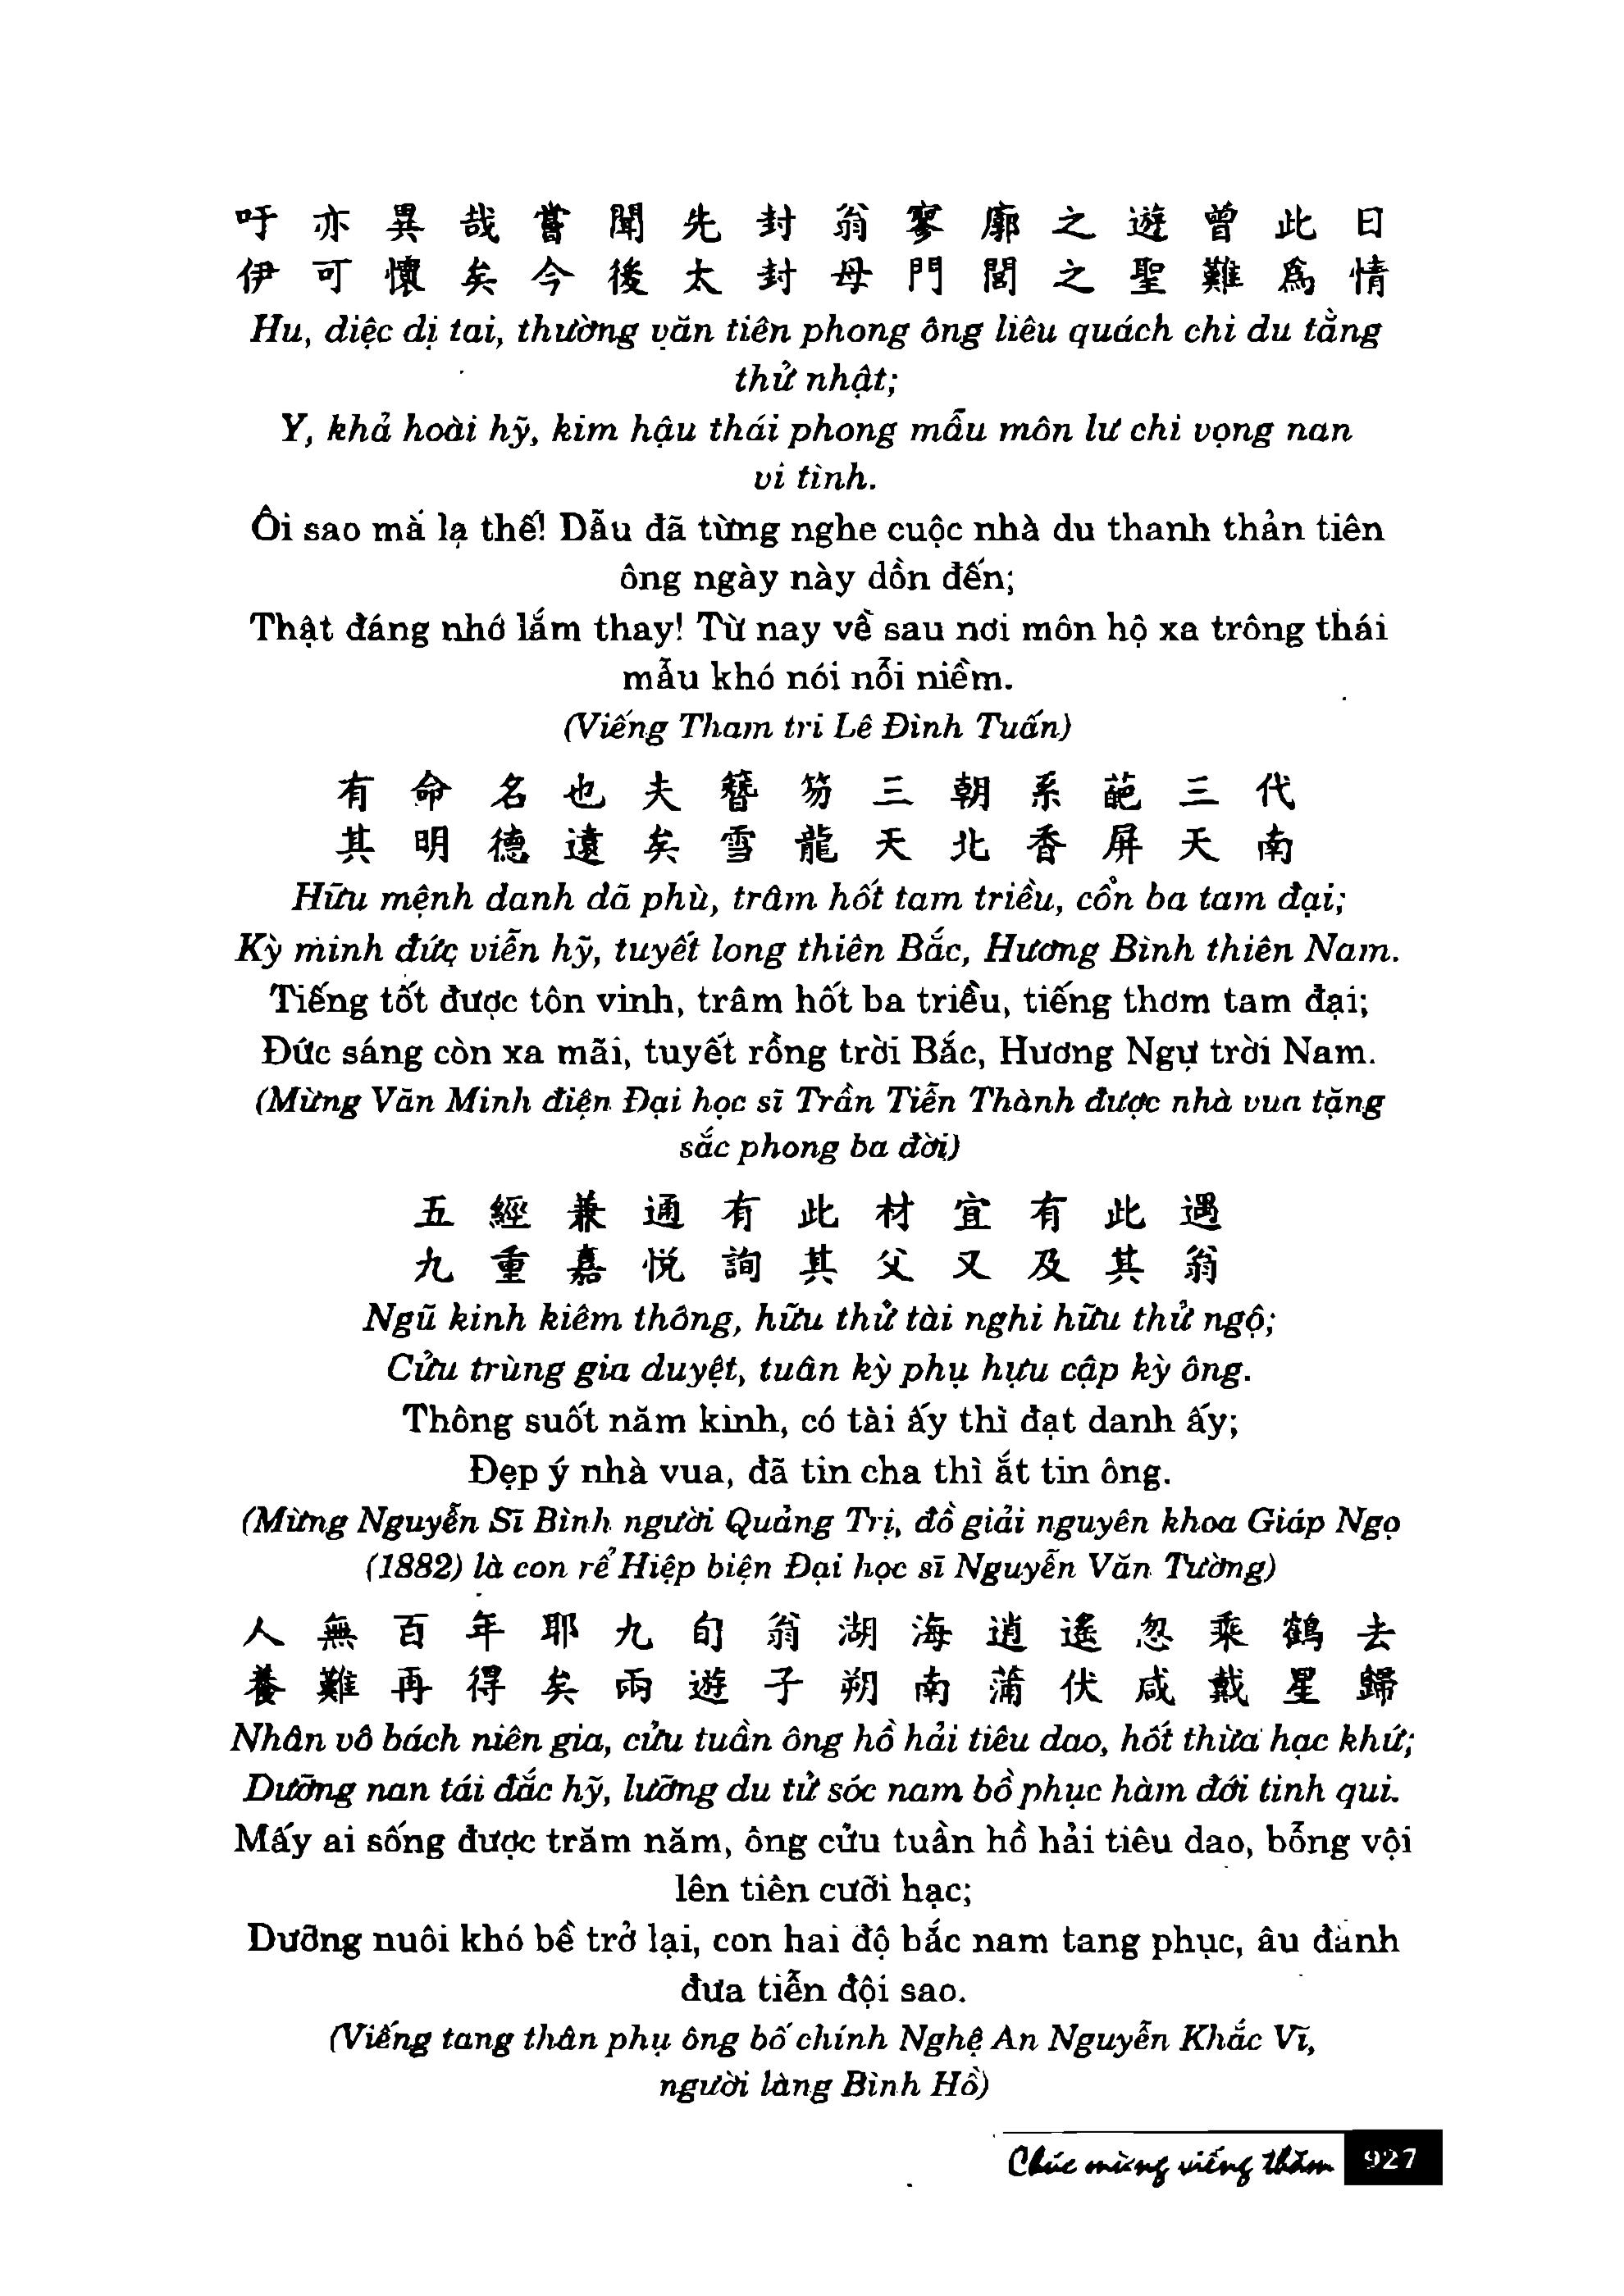 吁亦異哉嘗聞先封翁寥廓之遊曾此日
伊可懷矣今後太封母門閭之聖難爲情
Hu, diệc dị tai, thường văn tiên phong ông liêu quách chi du tằng
thử nhật;
Y, khả hoài hỹ, kim hậu thái phong mẫu môn lư chi vọng nan
vi tình.
Ôi sao mà lạ thế! Dẫu đã từng nghe cuộc nhà du thanh thản tiên
ông ngày này dồn đến;
Thật đáng nhớ lắm thay! Từ nay về sau nơi môn hộ xa trông thái
mẫu khó nói nỗi niềm.
(Viếng Tham tri Lê Đình Tuấn)
有命名也夫簪笏三朝系葩三代
其明德遠矣雪龍天北香屏天南
Hữu mệnh danh dã phù, trâm hốt tam triều, cổn ba tam đại;
Kỳ minh đức viễn hỹ, tuyết long thiên Bắc, Hương Bình thiên Nam.
Tiếng tốt được tôn vinh, trâm hốt ba triều, tiếng thơm tam đại;
Đức sáng còn xa mãi, tuyết rồng trời Bắc, Hương Ngự trời Nam.
(Mừng Văn Minh điện Đại học sĩ Trần Tiễn Thành được nhà vua tặng
sắc phong ba đời)
五經兼通有此材宜有此遇
九重嘉悅詢其父又及其翁
Ngũ kinh kiêm thông, hữu thử tài nghi hữu thử ngộ;
Cửu trùng gia duyệt, tuân kỳ phụ hựu cập kỳ ông.
Thông suốt năm kinh, có tài ấy thì đạt danh ấy;
Đẹp ý nhà vua, đã tin cha thì ắt tin ông.
(Mừng Nguyễn Sĩ Bình người Quảng Trị, đỗ giải nguyên khoa Giáp Ngọ
(1882) là con rể Hiệp biện Đại học sĩ Nguyễn Văn Tường)
人無百年耶九旬翁湖海逍遙忽乘鶴去
養難再得矣兩遊子朔南蒲伏咸戴星歸
Nhân vô bách niên gia, cửu tuần ông hồ hải tiêu dao, hốt thừa hạc khứ;
Dưỡng nan tái đắc hỹ, lưỡng du tử sóc nam bồ phục hàm đới tinh qui.
Mấy ai sống được trăm năm, ông cửu tuần hồ hải tiêu dao, bỗng vội
lên tiên cưỡi hạc;
Dưỡng nuôi khó bề trở lại, con hai độ bắc nam tang phục, âu đành
đưa tiễn đội sao.
(Viếng tang thân phụ ông bố chính Nghệ An Nguyễn Khắc Vĩ,
người làng Bình Hồ)
Chúc mừng viếng thăm 927